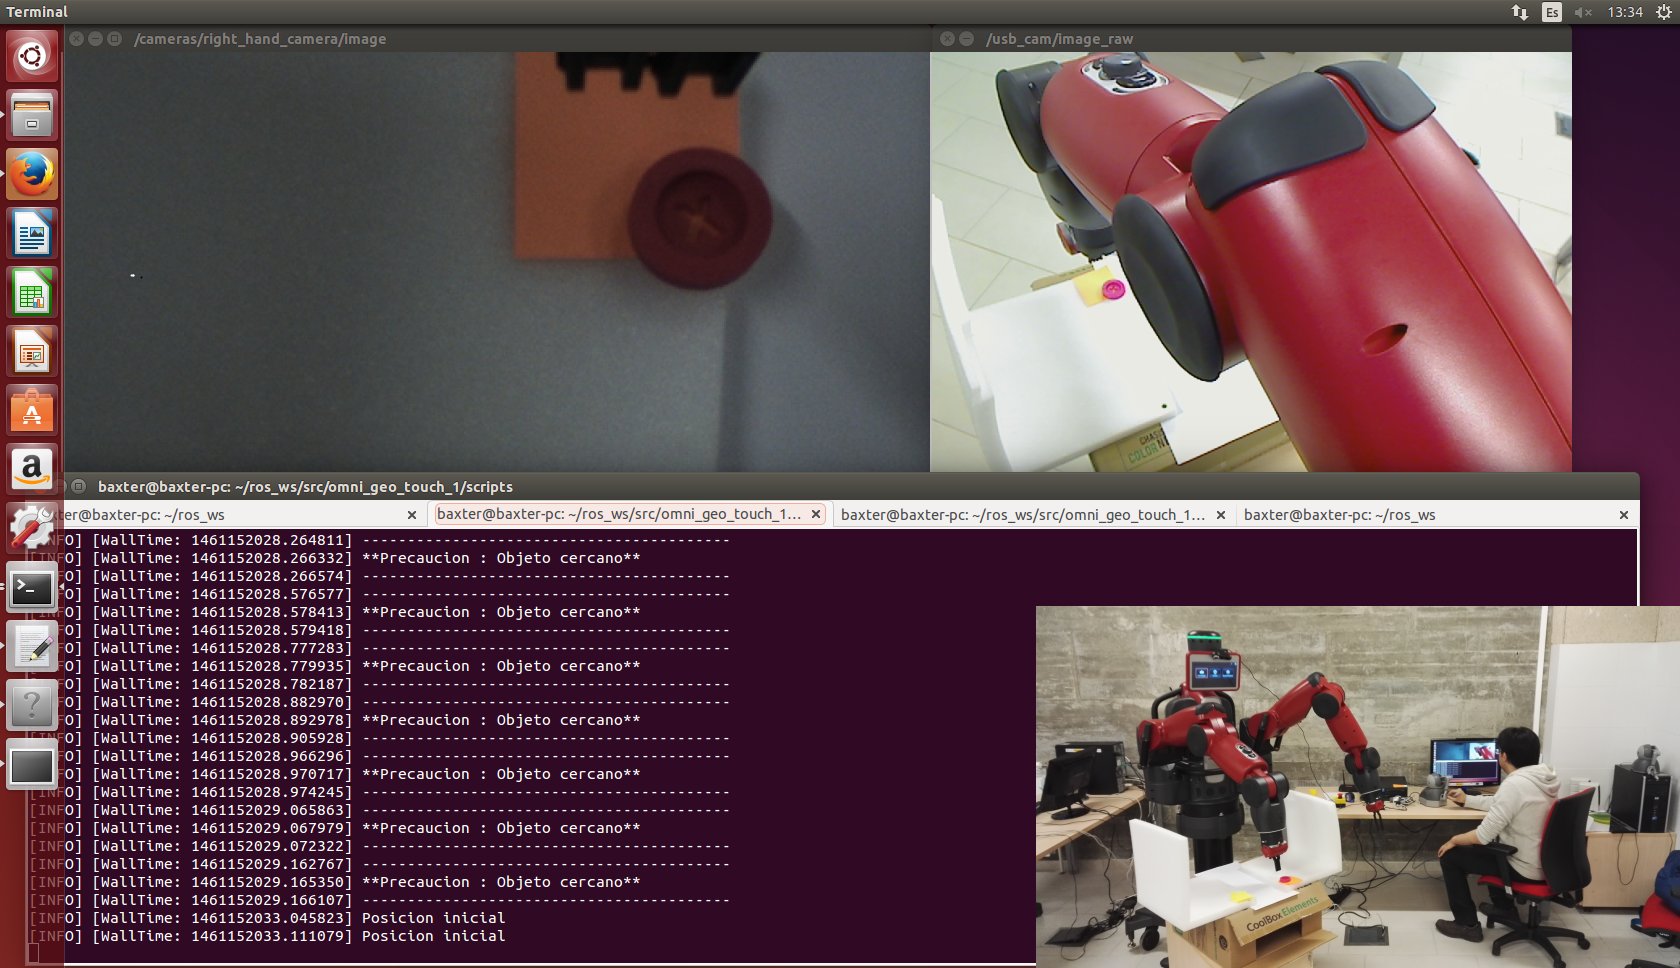 Terminal
Es
13:34
/cameras/right_hand_camera/image
/usb_cam/image_raw
baxter@baxter-pc: ~/ros_ws/src/omni_geo_touch_1/scripts
ter@baxter-pc: ~/ros_ws
baxter@baxter-pc: ~/ros_ws/src/omni_geo_touch_1...
baxter@baxter-pc: ~/ros_ws/src/omni_geo_touch_1...
baxter@baxter-pc: ~/ros_ws
[INFO] [WallTime: 1461152028.264811] -----------------------------------------
[INFO] [WallTime: 1461152028.266332] **Precaucion : Objeto cercano**
[INFO] [WallTime: 1461152028.266574] -----------------------------------------
[INFO] [WallTime: 1461152028.576577] -----------------------------------------
[INFO] [WallTime: 1461152028.578413] **Precaucion : Objeto cercano**
[INFO] [WallTime: 1461152028.579418] -----------------------------------------
[INFO] [WallTime: 1461152028.777283] -----------------------------------------
[INFO] [WallTime: 1461152028.779935] **Precaucion : Objeto cercano**
[INFO] [WallTime: 1461152028.782187] -----------------------------------------
[INFO] [WallTime: 1461152028.882970] -----------------------------------------
[INFO] [WallTime: 1461152028.892978] **Precaucion : Objeto cercano**
[INFO] [WallTime: 1461152028.905928] -----------------------------------------
[INFO] [WallTime: 1461152028.966296] -----------------------------------------
[INFO] [WallTime: 1461152028.970717] **Precaucion : Objeto cercano**
[INFO] [WallTime: 1461152028.974245] -----------------------------------------
[INFO] [WallTime: 1461152029.065863] -----------------------------------------
[INFO] [WallTime: 1461152029.067979] **Precaucion : Objeto cercano**
[INFO] [WallTime: 1461152029.072322] -----------------------------------------
[INFO] [WallTime: 1461152029.162767] -----------------------------------------
[INFO] [WallTime: 1461152029.165350] **Precaucion : Objeto cercano**
[INFO] [WallTime: 1461152029.166107] -----------------------------------------
[INFO] [WallTime: 1461152033.045823] Posicion inicial
[INFO] [WallTime: 1461152033.111079] Posicion inicial
CoolBox Elements